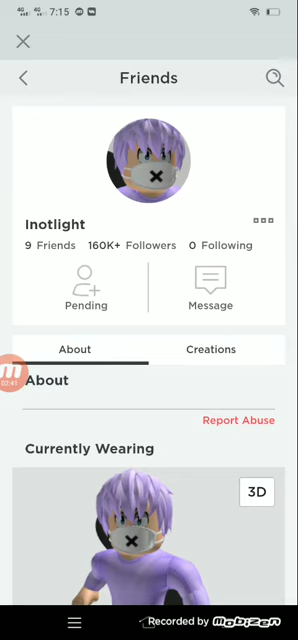 4G 4G 7:15
Friends
Inotlight
9 Friends 160K+ Followers 0 Following
Pending Message
About Creations
02:41
About
Report Abuse
Currently Wearing
3D
Recorded by MOBIZEN